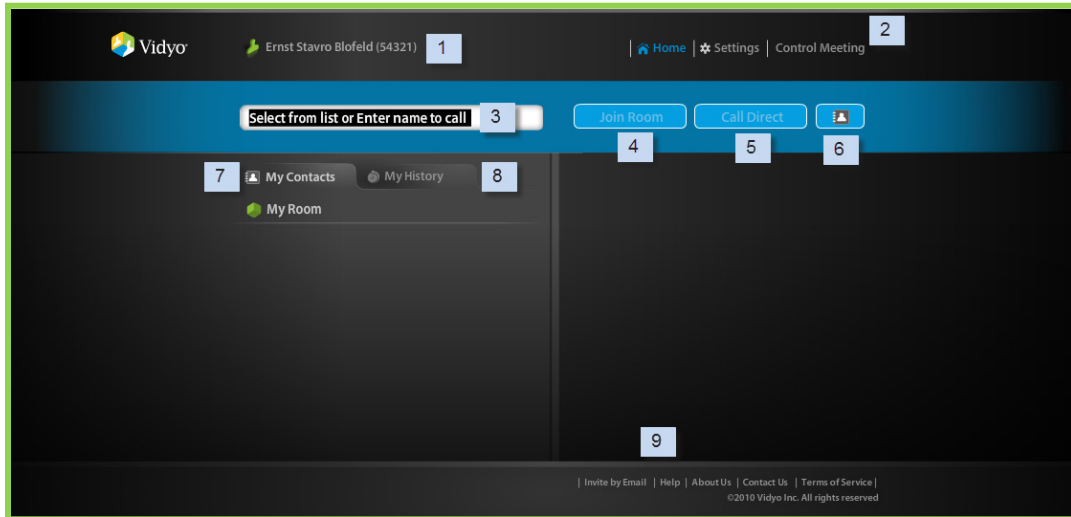 Vidyo Ernst Stavro Blofeld (54321) 1 | Home | Settings | Control Meeting 2
Select from list or Enter name to call 3 Join Room Call Direct
4 5 6
7 My Contacts My History 8
My Room
9
| Invite by Email | Help | About Us | Contact Us | Terms of Service |
©2010 Vidyo Inc. All rights reserved